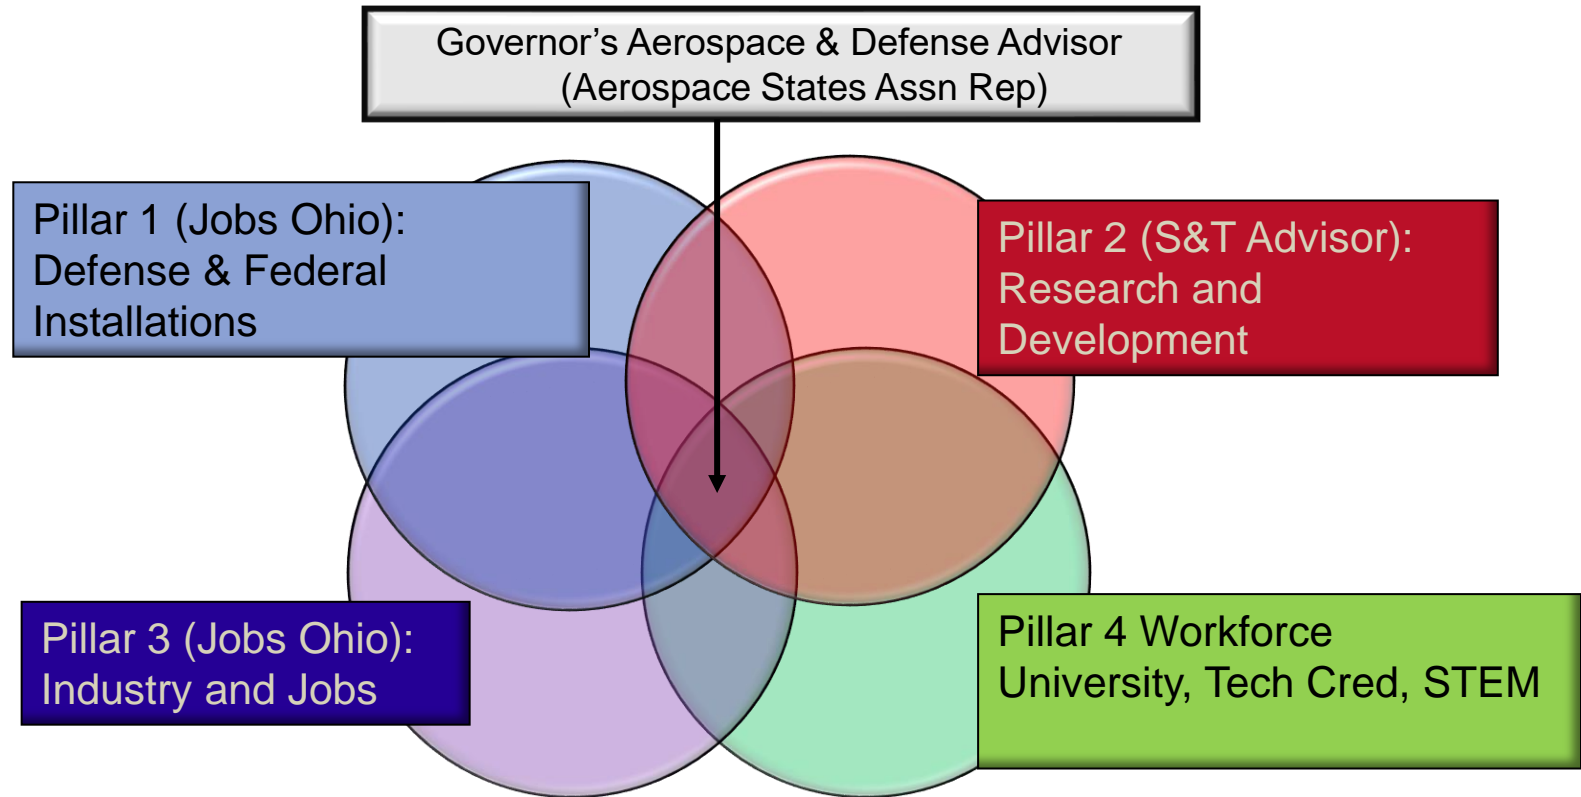 Governor’s Aerospace & Defense Advisor
(Aerospace States Assn Rep)
Pillar 1 (Jobs Ohio):
Defense & Federal
Installations
Pillar 2 (S&T Advisor):
Research and
Development
Pillar 3 (Jobs Ohio):
Industry and Jobs
Pillar 4 Workforce
University, Tech Cred, STEM